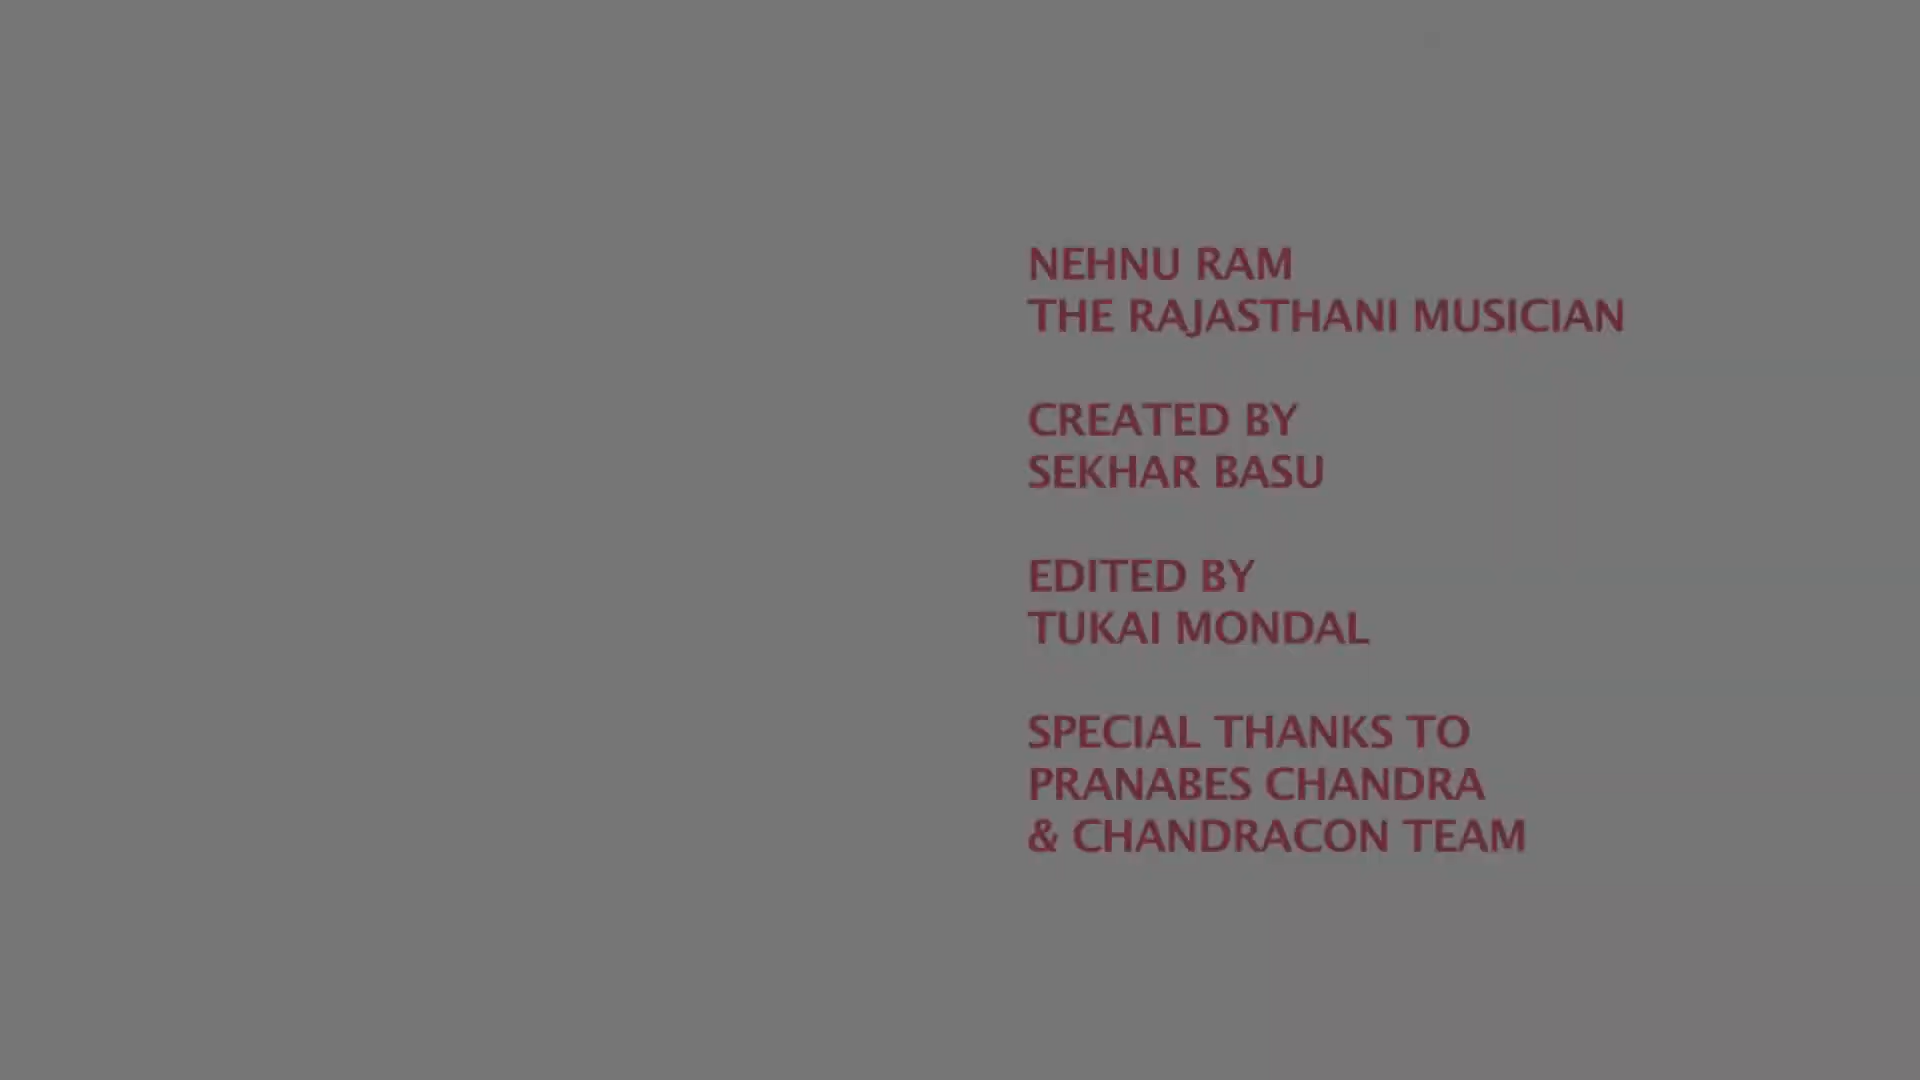 NEHNU RAM
THE RAJASTHANI MUSICIAN
CREATED BY
SEKHAR BASU
EDITED BY
TUKAI MONDAL
SPECIAL THANKS TO
PRANABES CHANDRA
& CHANDRACON TEAM